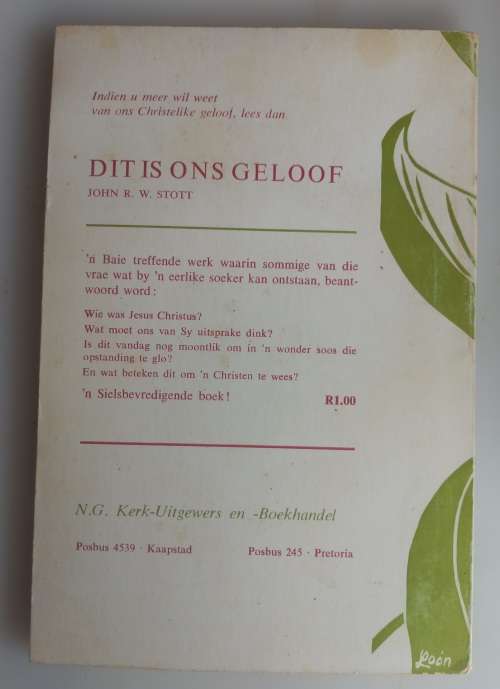 Indien u meer wil weet
van ons Christelike geloof, lees dan
DIT IS ONS GELOOF
JOHN R. W. STOTT
'n Baie treffende werk waarin sommige van die
vrae wat by 'n eerlike soeker kan ontstaan, beant-
woord word:
Wie was Jesus Christus?
Wat moet ons van Sy uitsprake dink?
Is dit vandag nog moontlik om in 'n wonder soos die
opstanding te glo?
En wat beteken dit om 'n Christen te wees?
'n Sielsbevredigende boek! R1.00
N.G. Kerk-Uitgewers en -Boekhandel
Posbus 4539 · Kaapstad Posbus 245 · Pretoria